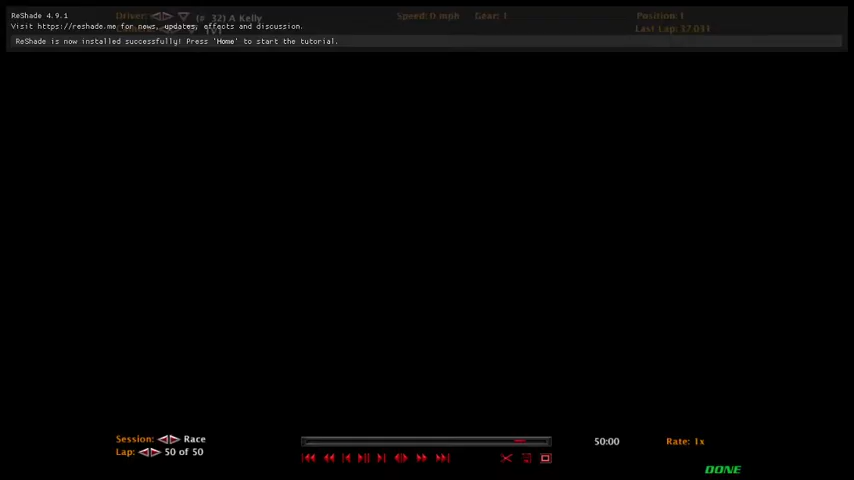 ReShade 4.9.1
Driver: (# 32) A Kelly
Speed: 0 mph Gear: 1 Position: 1
Visit https://reshade.me for news, updates, effects and discussion.
Last Lap: 37.031
ReShade is now installed successfully! Press 'Home' to start the tutorial.
Session: Race
Lap: 50 of 50
50:00
Rate: 1x
DONE